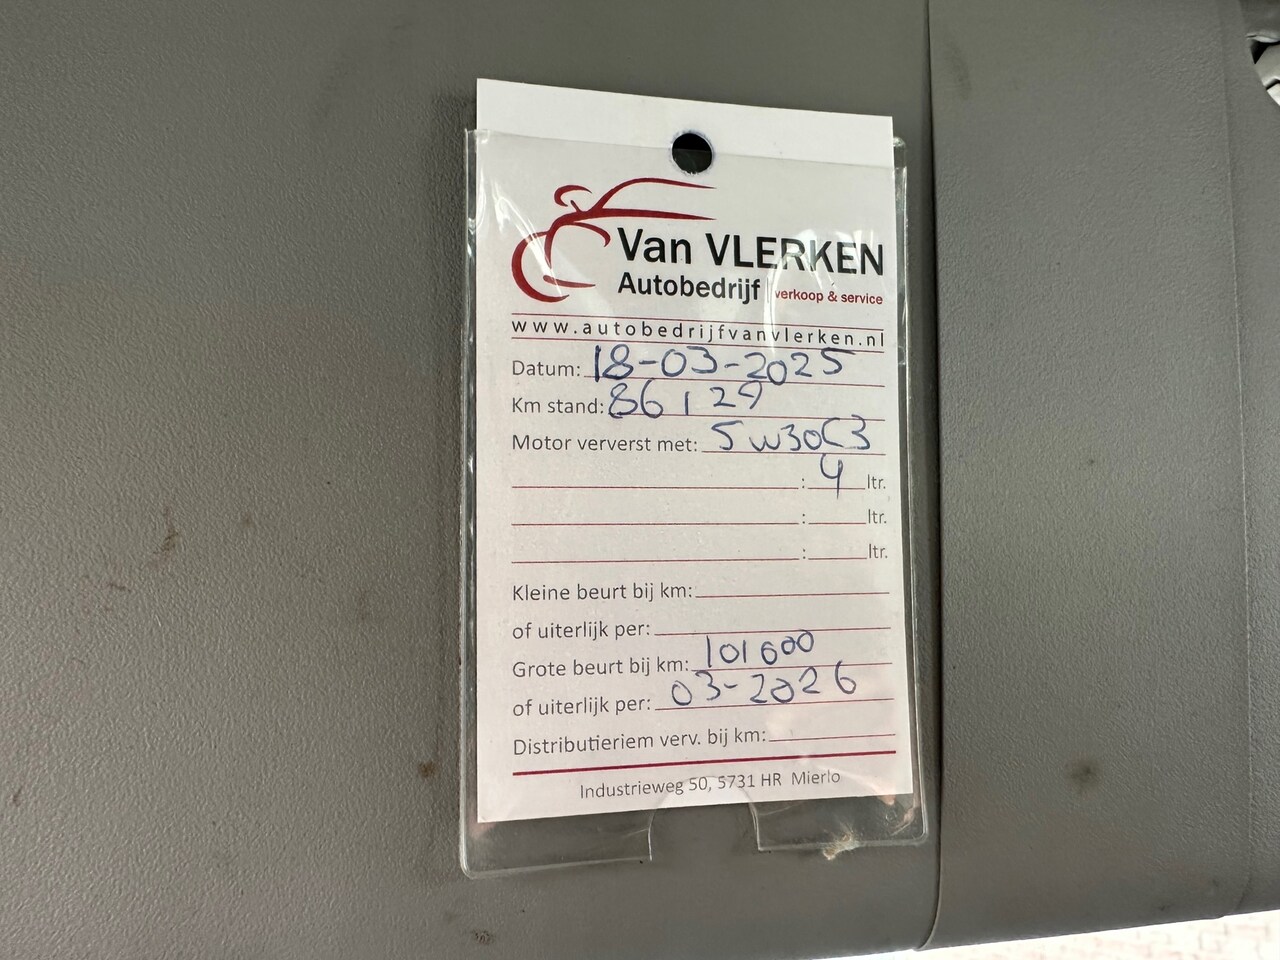 Van VLERKEN
Autobedrijf | verkoop & service
www.autobedrijfvanvlerken.nl
Datum: 18-03-2025
Km stand: 86129
Motor ververst met: 5W30C3
: 4 ltr.
: ltr.
: ltr.
Kleine beurt bij km:
of uiterlijk per:
Grote beurt bij km: 101600
of uiterlijk per: 03-2026
Distributieriem verv. bij km:
Industrieweg 50, 5731 HR Mierlo